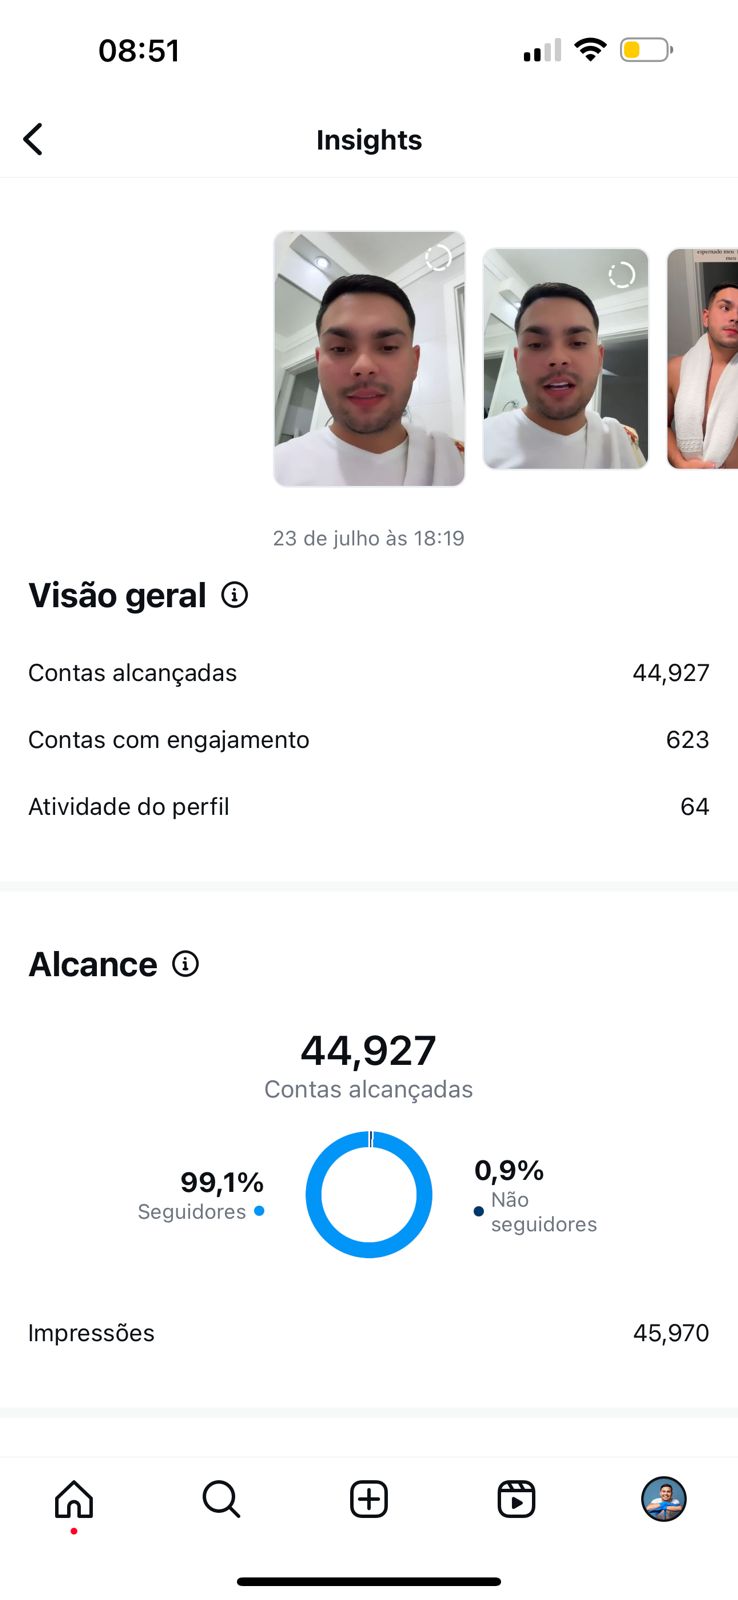 08:51
Insights
espernado meu
meu
23 de julho às 18:19
Visão geral
Contas alcançadas 44,927
Contas com engajamento 623
Atividade do perfil 64
Alcance
44,927
Contas alcançadas
99,1%
Seguidores
0,9%
Não
seguidores
Impressões 45,970